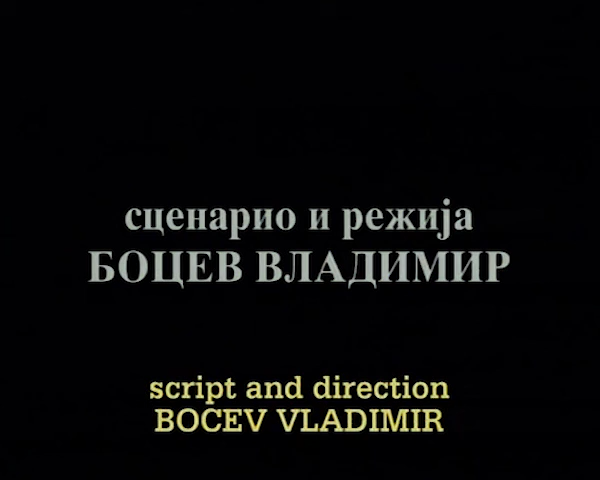 сценарио и режија
БОЦЕВ ВЛАДИМИР
script and direction
BOCEV VLADIMIR